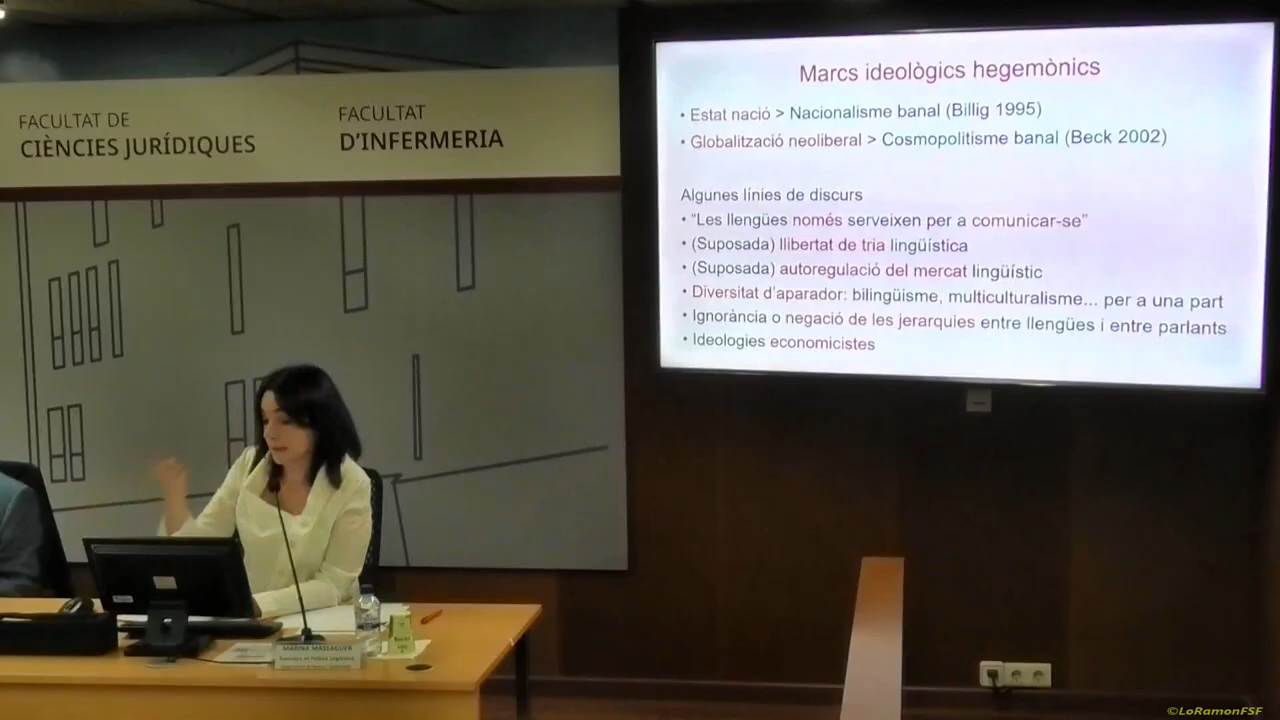 FACULTAT DE
CIÈNCIES JURÍDIQUES
FACULTAT
D'INFERMERIA
Marcs ideològics hegemònics
• Estat nació > Nacionalisme banal (Billig 1995)
• Globalització neoliberal > Cosmopolitisme banal (Beck 2002)
Algunes línies de discurs
• "Les llengües només serveixen per a comunicar-se"
• (Suposada) llibertat de tria lingüística
• (Suposada) autoregulació del mercat lingüístic
• Diversitat d'aparador: bilingüisme, multiculturalisme... per a una part
• Ignorància o negació de les jerarquies entre llengües i entre parlants
• Ideologies economicistes
MARINA MASSAGUER
©LoRamonFSF